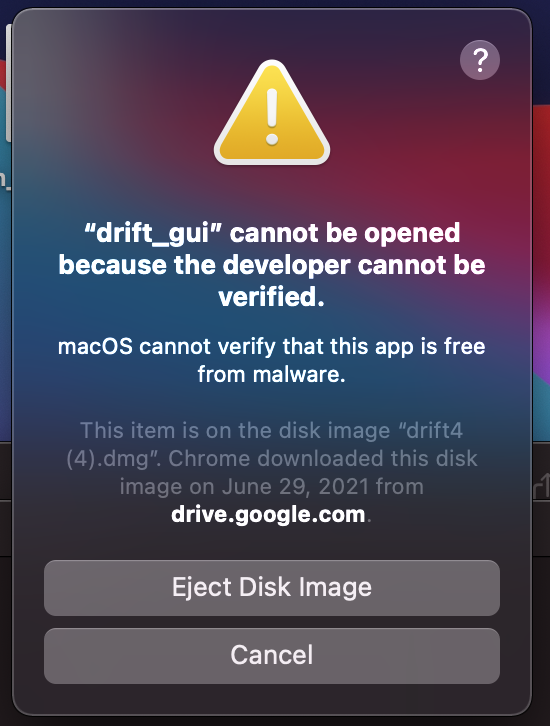 ?
“drift_gui” cannot be opened
because the developer cannot be
verified.
macOS cannot verify that this app is free
from malware.
This item is on the disk image “drift4
(4).dmg”. Chrome downloaded this disk
image on June 29, 2021 from
drive.google.com.
Eject Disk Image
Cancel